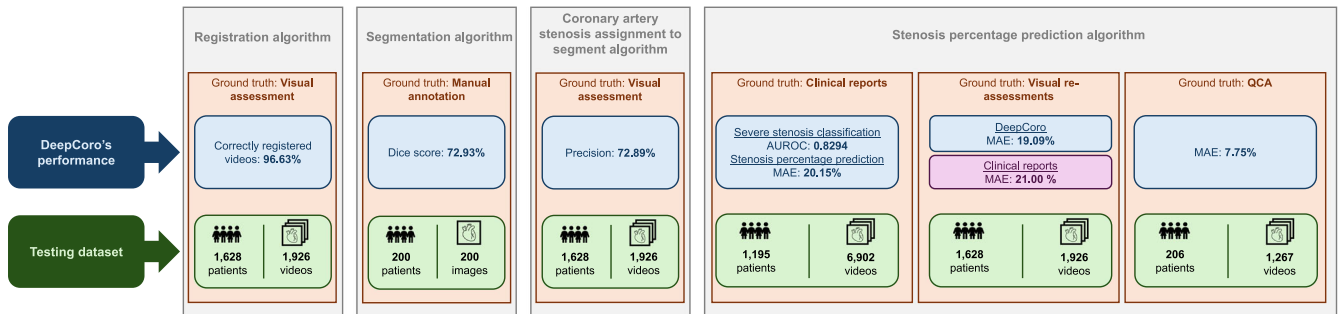 Registration algorithm
Segmentation algorithm
Coronary artery
stenosis assignment to
segment algorithm
Stenosis percentage prediction algorithm
DeepCoro's
performance
Ground truth: Visual
assessment
Correctly registered
videos: 96.63%
Ground truth: Manual
annotation
Dice score: 72.93%
Ground truth: Visual
assessment
Precision: 72.89%
Ground truth: Clinical reports
Severe stenosis classification
AUROC: 0.8294
Stenosis percentage prediction
MAE: 20.15%
Ground truth: Visual re-
assessments
DeepCoro
MAE: 19.09%
Clinical reports
MAE: 21.00 %
Ground truth: QCA
MAE: 7.75%
Testing dataset
1,628
patients
1,926
videos
200
patients
200
images
1,628
patients
1,926
videos
1,195
patients
6,902
videos
1,628
patients
1,926
videos
206
patients
1,267
videos